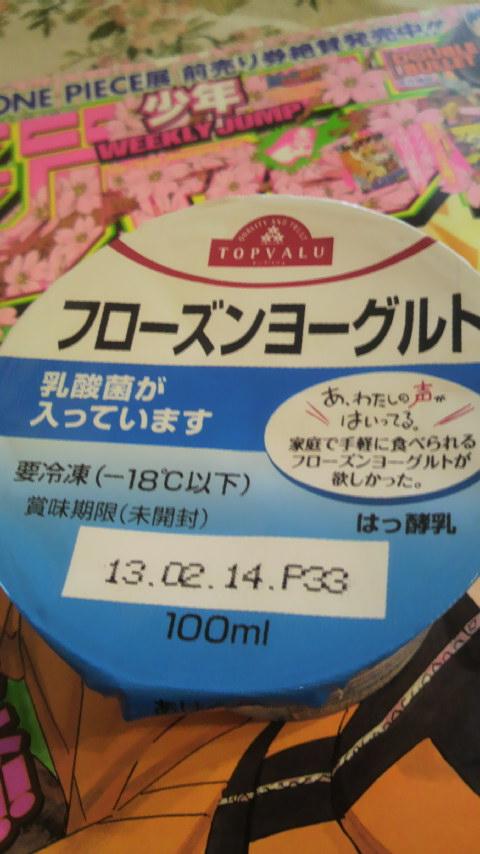 ONE PIECE展 前売り券絶賛発売中!!
少年
WEEKLY JUMP
QUALITY AND TRUST
TOPVALU
フローズンヨーグルト
乳酸菌が
入っています
あ、わたしの声が
はいってる。
家庭で手軽に食べられる
フローズンヨーグルトが
欲しかった。
要冷凍(-18℃以下)
賞味期限(未開封)
はっ酵乳
13.02.14.P33
100ml